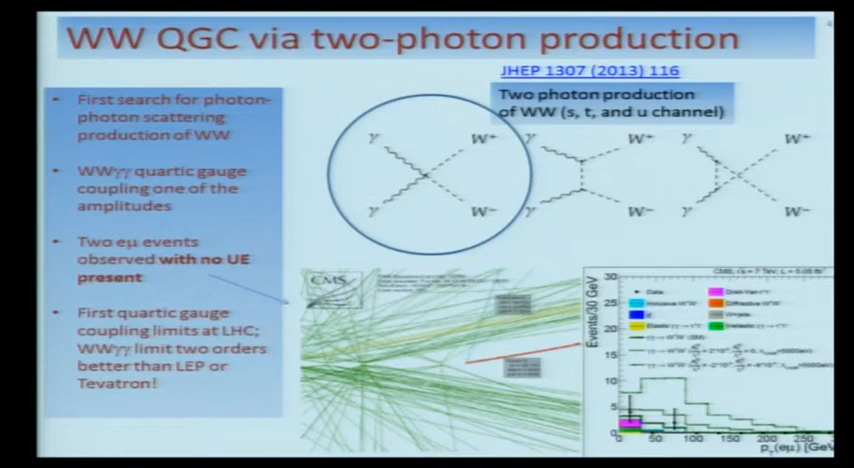 4
WW QGC via two-photon production
JHEP 1307 (2013) 116
Two photon production
of WW (s, t, and u channel)
• First search for photon-
photon scattering
production of WW
• WWγγ quartic gauge
coupling one of the
amplitudes
• Two eμ events
observed with no UE
present
• First quartic gauge
coupling limits at LHC;
WWγγ limit two orders
better than LEP or
Tevatron!
γ W+ γ W+ γ W+
γ W- γ W- γ W-
CMS
CMS, √s = 7 TeV, L = 5.05 fb⁻¹
Events/30 GeV
30
25
20
15
10
5
0
Data
Drell-Yan
Inclusive W+W-
Diffractive W+W-
W+jets
Elastic
Inelastic
(SM)
0 50 100 150 200 250
pT(eμ) [GeV